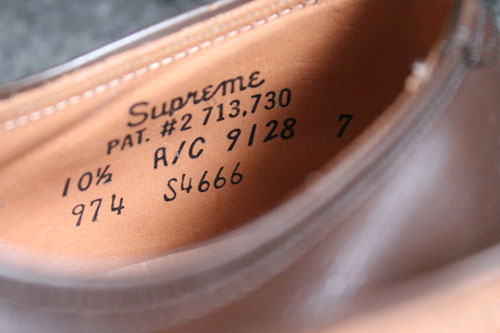 Supreme
PAT. #2 713,730
10½ A/C 9128 7
974 S4666